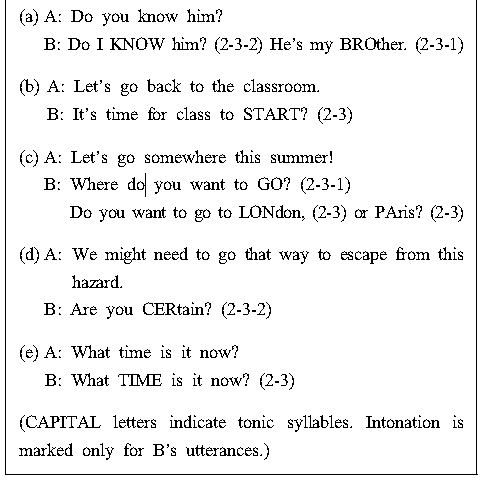 (a) A: Do you know him?
B: Do I KNOW him? (2-3-2) He's my BROther. (2-3-1)
(b) A: Let's go back to the classroom.
B: It's time for class to START? (2-3)
(c) A: Let's go somewhere this summer!
B: Where do you want to GO? (2-3-1)
Do you want to go to LONdon, (2-3) or PAris? (2-3)
(d) A: We might need to go that way to escape from this
hazard.
B: Are you CERtain? (2-3-2)
(e) A: What time is it now?
B: What TIME is it now? (2-3)
(CAPITAL letters indicate tonic syllables. Intonation is
marked only for B's utterances.)